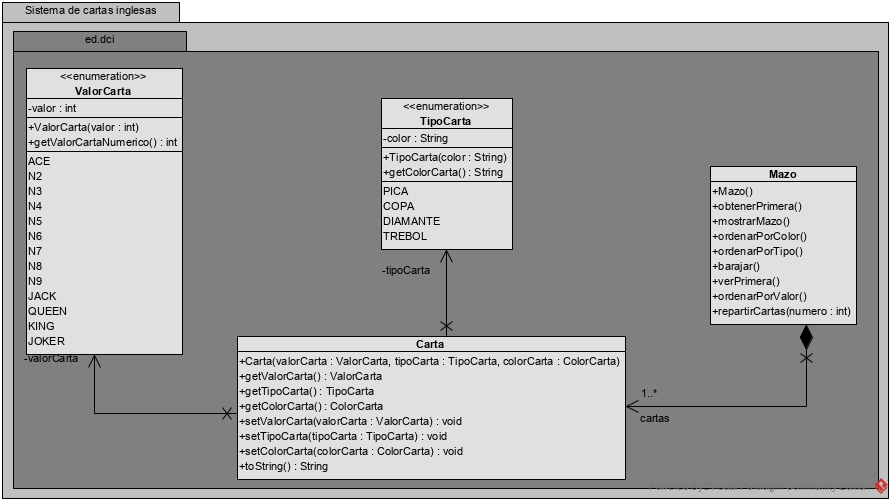 Sistema de cartas inglesas
ed.dci
<<enumeration>>
ValorCarta
-valor : int
+ValorCarta(valor : int)
+getValorCartaNumerico() : int
ACE
N2
N3
N4
N5
N6
N7
N8
N9
JACK
QUEEN
KING
JOKER
-valorCarta
<<enumeration>>
TipoCarta
-color : String
+TipoCarta(color : String)
+getColorCarta() : String
PICA
COPA
DIAMANTE
TREBOL
-tipoCarta
Mazo
+Mazo()
+obtenerPrimera()
+mostrarMazo()
+ordenarPorColor()
+ordenarPorTipo()
+barajar()
+verPrimera()
+ordenarPorValor()
+repartirCartas(numero : int)
Carta
+Carta(valorCarta : ValorCarta, tipoCarta : TipoCarta, colorCarta : ColorCarta)
+getValorCarta() : ValorCarta
+getTipoCarta() : TipoCarta
+getColorCarta() : ColorCarta
+setValorCarta(valorCarta : ValorCarta) : void
+setTipoCarta(tipoCarta : TipoCarta) : void
+setColorCarta(colorCarta : ColorCarta) : void
+toString() : String
1..*
cartas